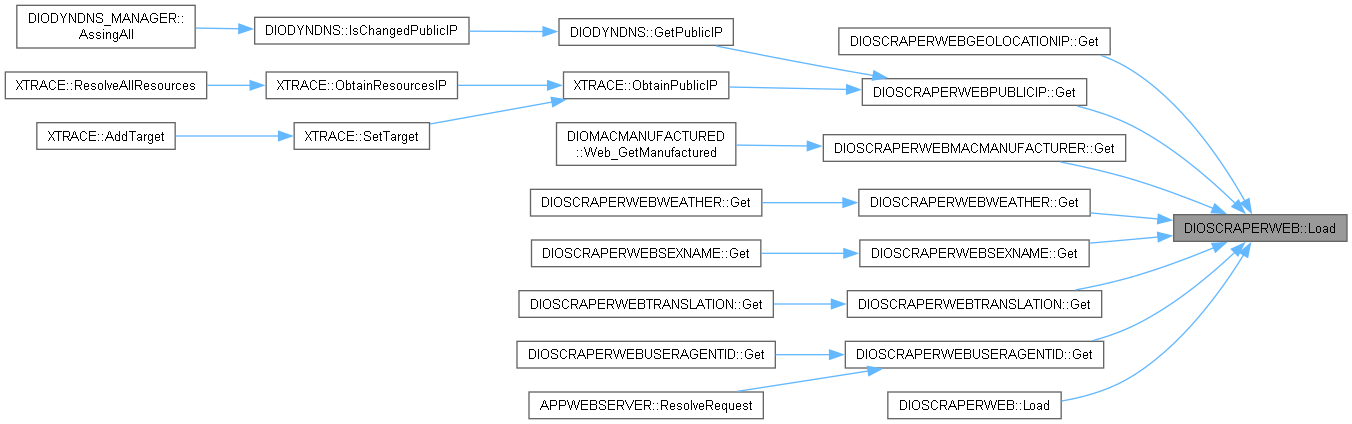 DIODYNDNS_MANAGER::
AssingAll
DIODYNDNS::IsChangedPublicIP
DIODYNDNS::GetPublicIP
DIOSCRAPERWEBGEOLOCATIONIP::Get
XTRACE::ResolveAllResources
XTRACE::ObtainResourcesIP
XTRACE::ObtainPublicIP
DIOSCRAPERWEBPUBLICIP::Get
XTRACE::AddTarget
XTRACE::SetTarget
DIOMACMANUFACTURED
::Web_GetManufactured
DIOSCRAPERWEBMACMANUFACTURER::Get
DIOSCRAPERWEBWEATHER::Get
DIOSCRAPERWEBWEATHER::Get
DIOSCRAPERWEB::Load
DIOSCRAPERWEBSEXNAME::Get
DIOSCRAPERWEBSEXNAME::Get
DIOSCRAPERWEBTRANSLATION::Get
DIOSCRAPERWEBTRANSLATION::Get
DIOSCRAPERWEBUSERAGENTID::Get
DIOSCRAPERWEBUSERAGENTID::Get
APPWEBSERVER::ResolveRequest
DIOSCRAPERWEB::Load